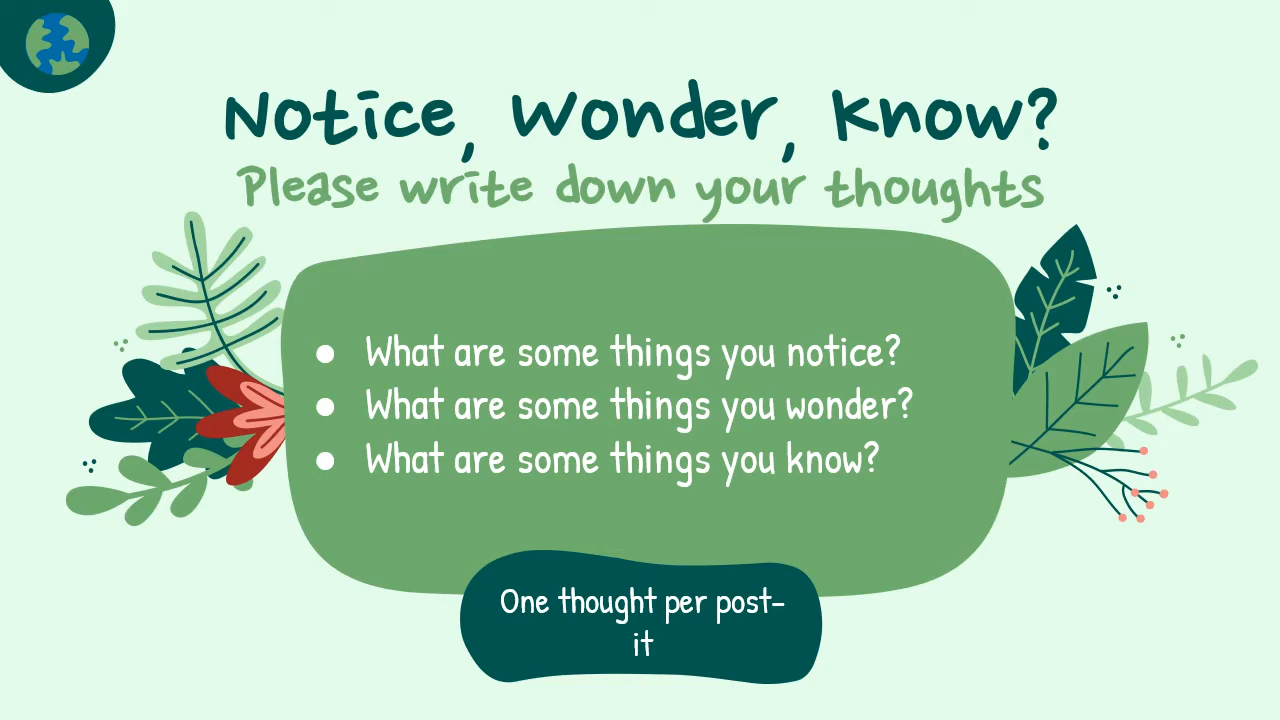 Notice, Wonder, Know?
Please write down your thoughts
● What are some things you notice?
● What are some things you wonder?
● What are some things you know?
One thought per post-
it